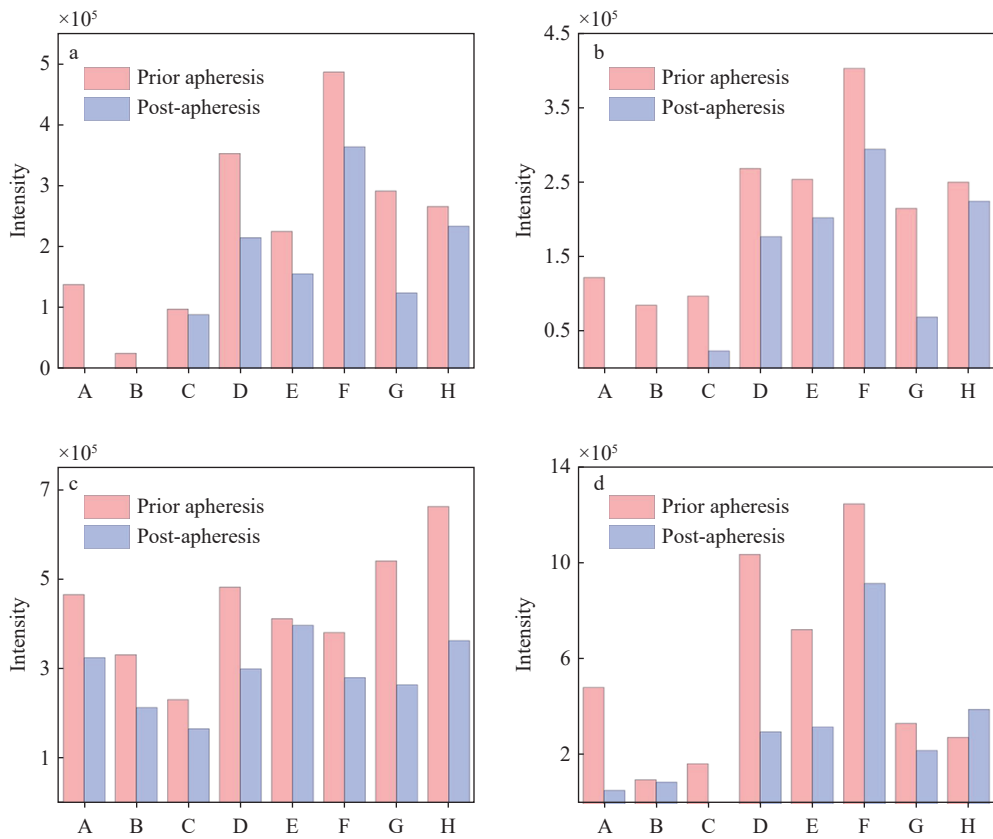 ×10⁵
a
Prior apheresis
Post-apheresis
Intensity
5
4
3
2
1
0
A B C D E F G H
×10⁵
b
Prior apheresis
Post-apheresis
Intensity
4.5
3.5
2.5
1.5
0.5
A B C D E F G H
×10⁵
c
Prior apheresis
Post-apheresis
Intensity
7
5
3
1
A B C D E F G H
×10⁵
d
Prior apheresis
Post-apheresis
Intensity
14
10
6
2
A B C D E F G H